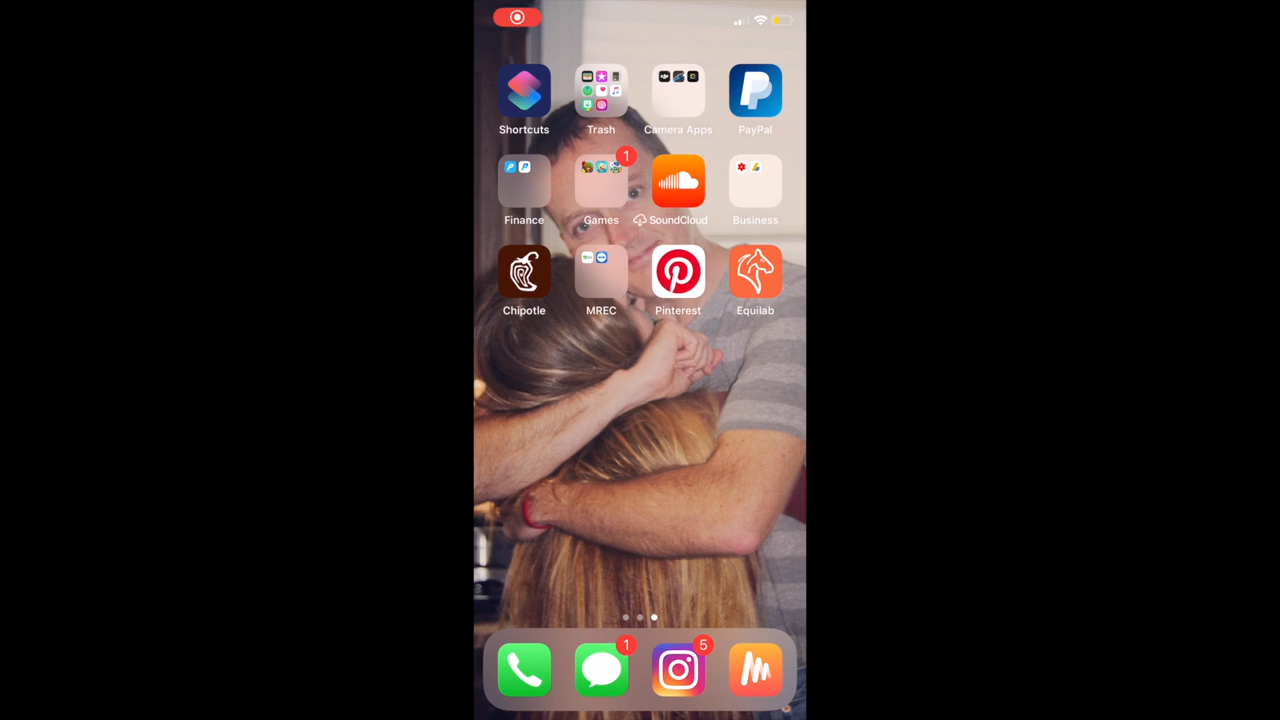 Shortcuts Trash Camera Apps PayPal
1
Finance Games SoundCloud Business
Chipotle MREC Pinterest Equilab
1 5